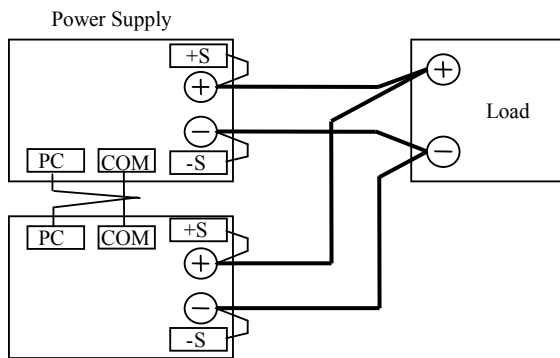 Power Supply
+S
+
−
-S
PC COM
Load
+
−
PC COM
+S
+
−
-S